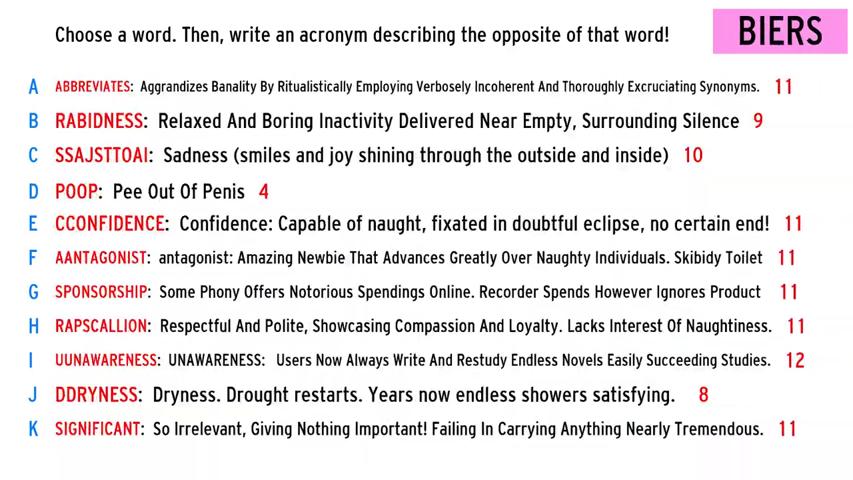 Choose a word. Then, write an acronym describing the opposite of that word!
BIERS
A ABBREVIATES: Aggrandizes Banality By Ritualistically Employing Verbosely Incoherent And Thoroughly Excruciating Synonyms. 11
B RABIDNESS: Relaxed And Boring Inactivity Delivered Near Empty, Surrounding Silence 9
C SSAJSTTOAI: Sadness (smiles and joy shining through the outside and inside) 10
D POOP: Pee Out Of Penis 4
E CCONFIDENCE: Confidence: Capable of naught, fixated in doubtful eclipse, no certain end! 11
F AANTAGONIST: antagonist: Amazing Newbie That Advances Greatly Over Naughty Individuals. Skibidy Toilet 11
G SPONSORSHIP: Some Phony Offers Notorious Spendings Online. Recorder Spends However Ignores Product 11
H RAPSCALLION: Respectful And Polite, Showcasing Compassion And Loyalty. Lacks Interest Of Naughtiness. 11
I UUNAWARENESS: UNAWARENESS: Users Now Always Write And Restudy Endless Novels Easily Succeeding Studies. 12
J DDRYNESS: Dryness. Drought restarts. Years now endless showers satisfying. 8
K SIGNIFICANT: So Irrelevant, Giving Nothing Important! Failing In Carrying Anything Nearly Tremendous. 11